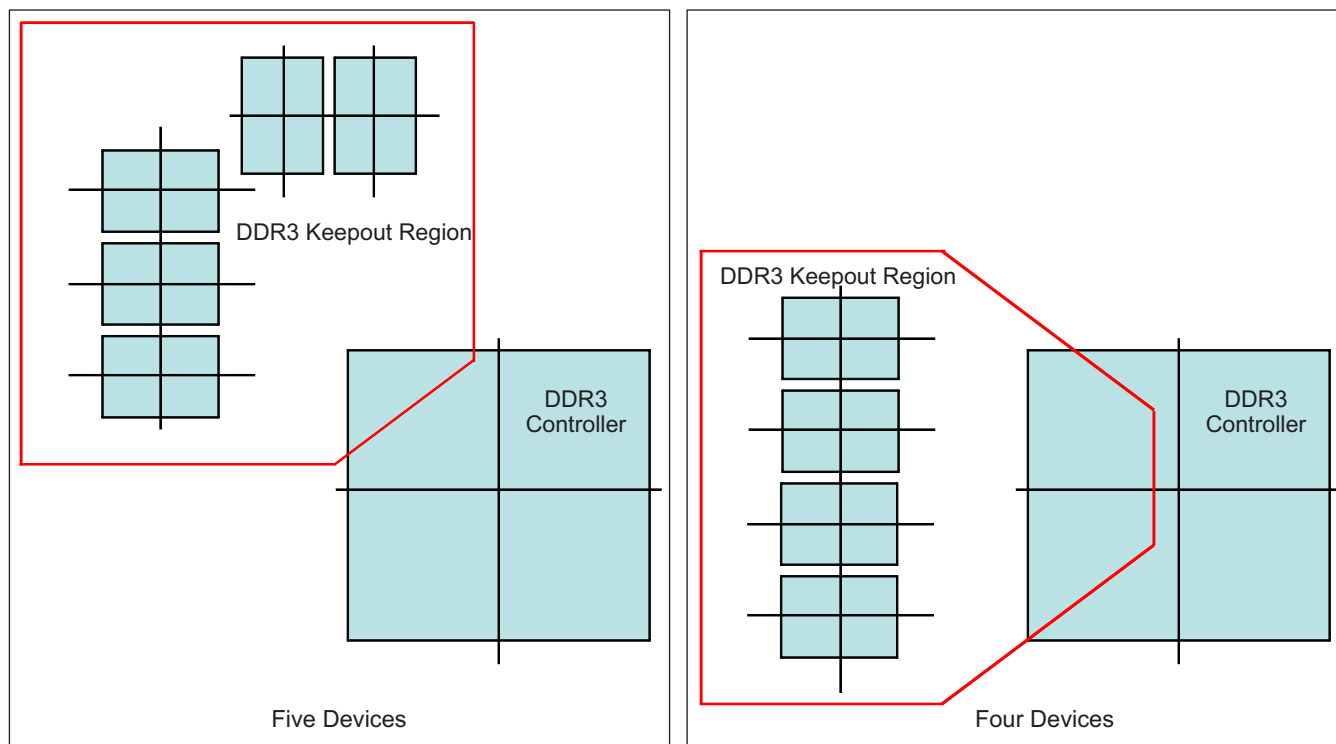 DDR3 Keepout Region
DDR3
Controller
Five Devices
DDR3 Keepout Region
DDR3
Controller
Four Devices